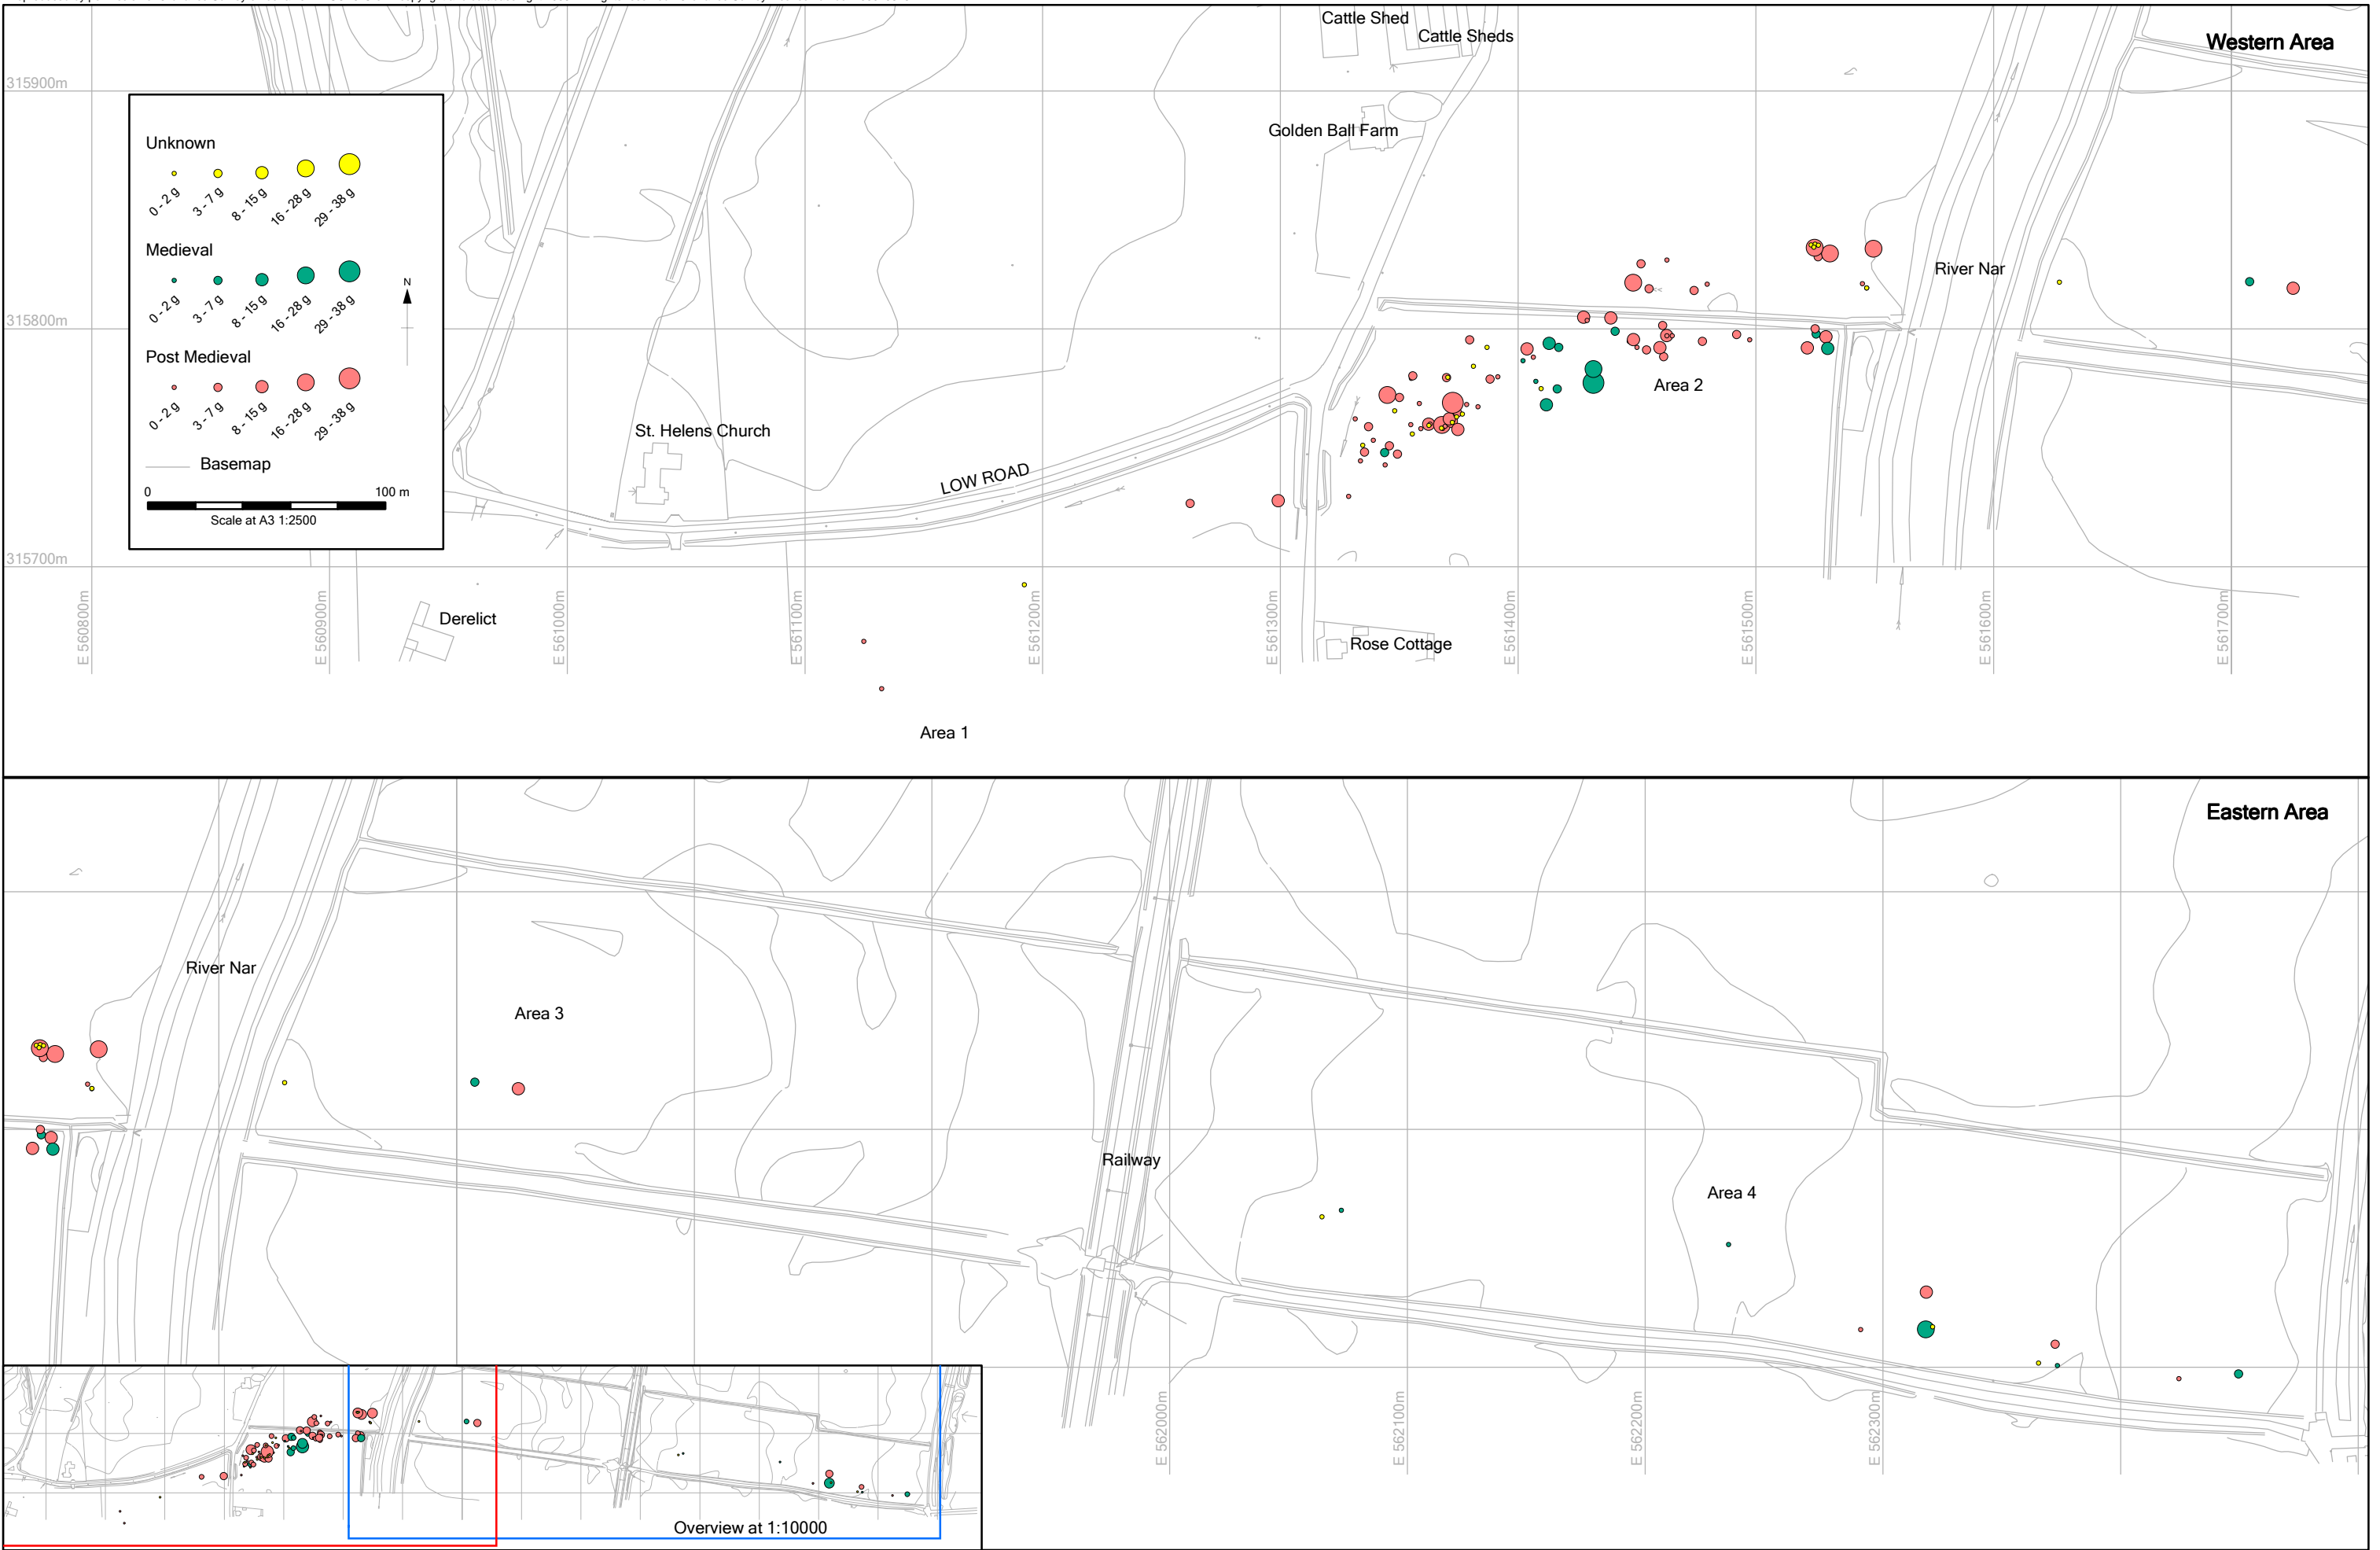 Cattle Shed
Cattle Sheds
Western Area
315900m
Golden Ball Farm
Unknown
0 - 2 g
3 - 7 g
8 - 15 g
16 - 28 g
29 - 38 g
Medieval
0 - 2 g
3 - 7 g
8 - 15 g
16 - 28 g
29 - 38 g
N
Post Medieval
0 - 2 g
3 - 7 g
8 - 15 g
16 - 28 g
29 - 38 g
Basemap
0
100 m
Scale at A3 1:2500
River Nar
315800m
Area 2
St. Helens Church
LOW ROAD
315700m
E 560800m
E 560900m
E 561000m
E 561100m
E 561200m
E 561300m
E 561400m
E 561500m
E 561600m
E 561700m
Derelict
Rose Cottage
Area 1
Eastern Area
River Nar
Area 3
Railway
Area 4
E 562000m
E 562100m
E 562200m
E 562300m
Overview at 1:10000